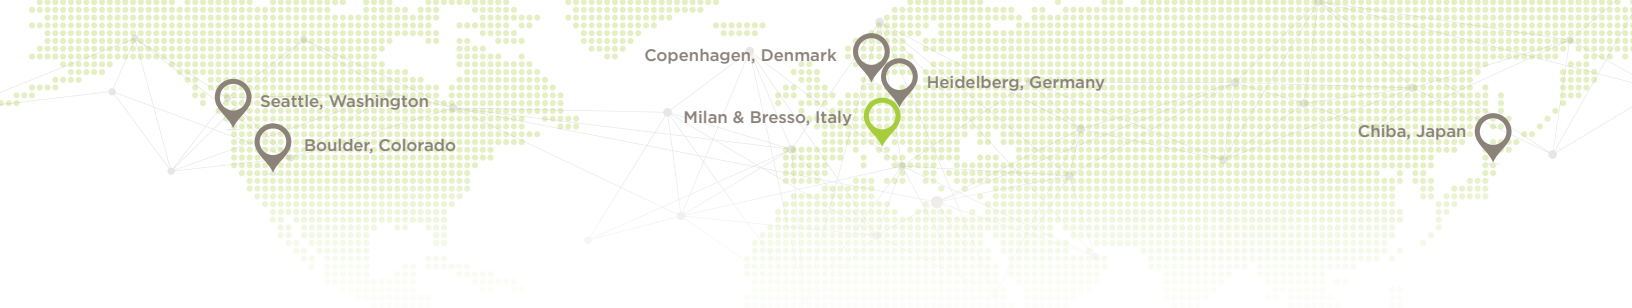 Copenhagen, Denmark
Heidelberg, Germany
Seattle, Washington
Milan & Bresso, Italy
Chiba, Japan
Boulder, Colorado